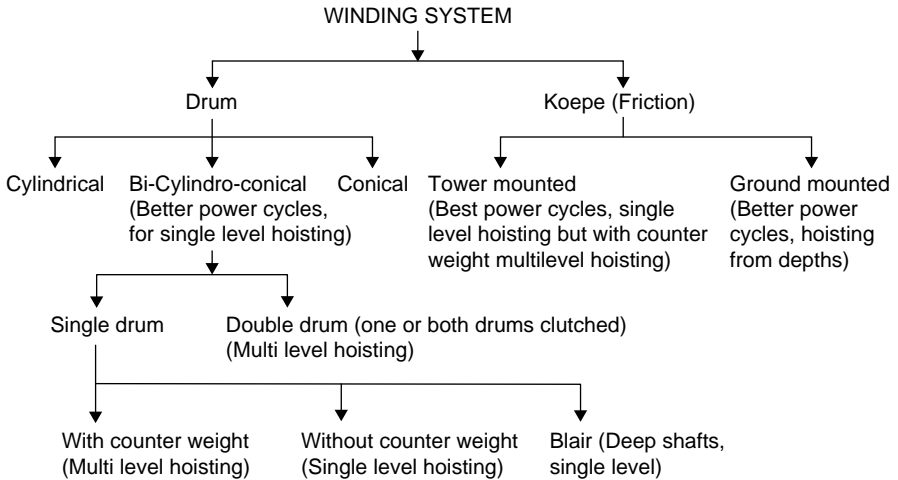 WINDING SYSTEM
Drum
Koepe (Friction)
Cylindrical
Bi-Cylindro-conical
(Better power cycles,
for single level hoisting)
Conical
Tower mounted
(Best power cycles, single
level hoisting but with counter
weight multilevel hoisting)
Ground mounted
(Better power
cycles, hoisting
from depths)
Single drum
Double drum (one or both drums clutched)
(Multi level hoisting)
With counter weight
(Multi level hoisting)
Without counter weight
(Single level hoisting)
Blair (Deep shafts,
single level)